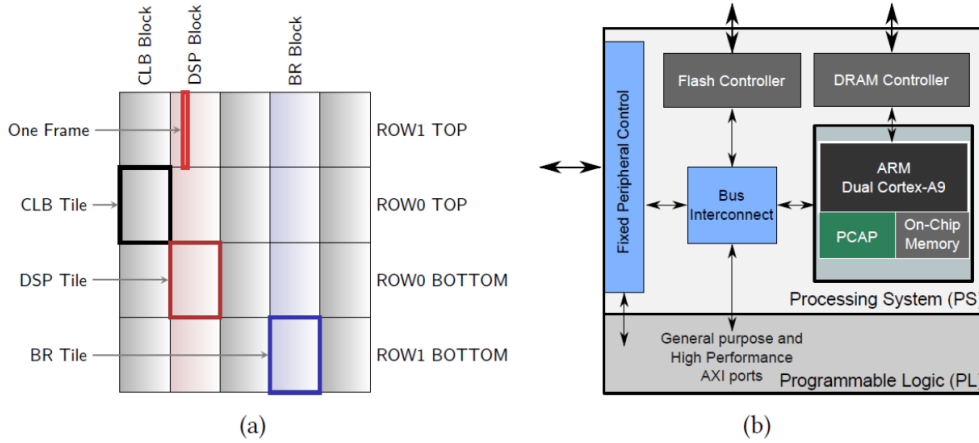 CLB Block
DSP Block
BR Block
One Frame
CLB Tile
DSP Tile
BR Tile
ROW1 TOP
ROW0 TOP
ROW0 BOTTOM
ROW1 BOTTOM
(a)
Fixed Peripheral Control
Flash Controller
DRAM Controller
Bus
Interconnect
ARM
Dual Cortex-A9
PCAP
On-Chip
Memory
Processing System (PS)
General purpose and
High Performance
AXI ports
Programmable Logic (PL)
(b)